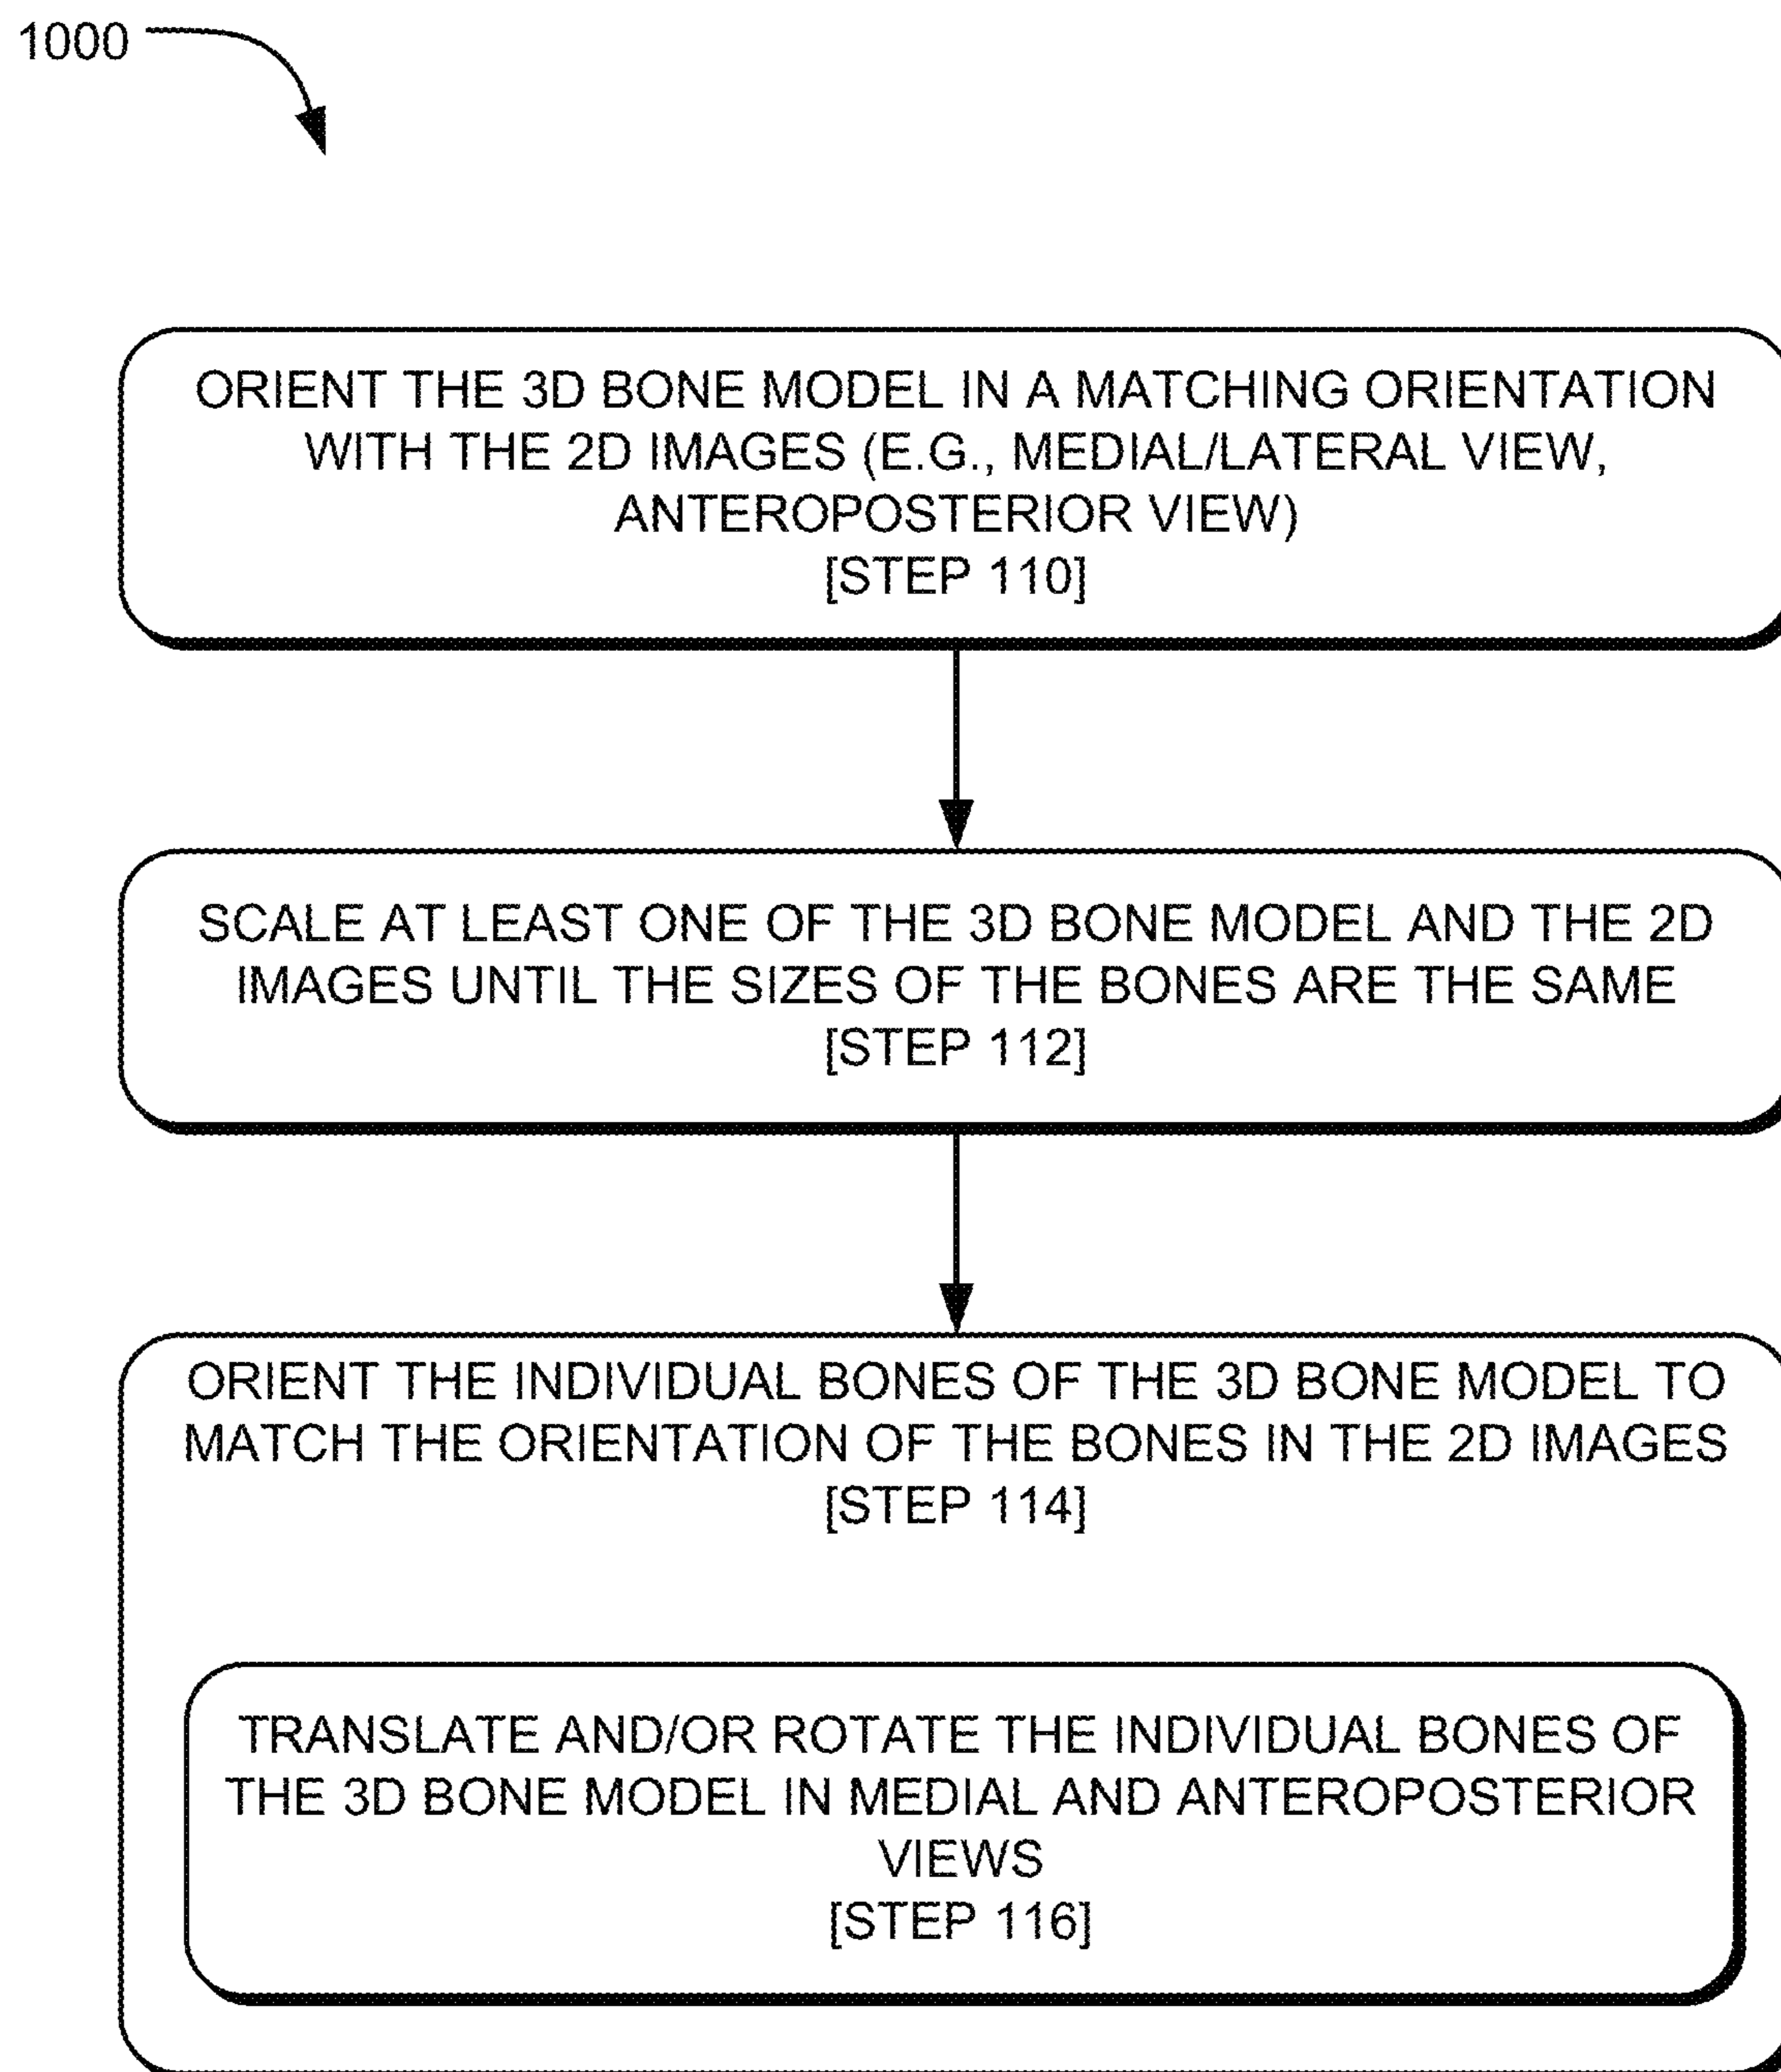 1000
ORIENT THE 3D BONE MODEL IN A MATCHING ORIENTATION
WITH THE 2D IMAGES (E.G., MEDIAL/LATERAL VIEW,
ANTEROPOSTERIOR VIEW)
[STEP 110]
SCALE AT LEAST ONE OF THE 3D BONE MODEL AND THE 2D
IMAGES UNTIL THE SIZES OF THE BONES ARE THE SAME
[STEP 112]
ORIENT THE INDIVIDUAL BONES OF THE 3D BONE MODEL TO
MATCH THE ORIENTATION OF THE BONES IN THE 2D IMAGES
[STEP 114]
TRANSLATE AND/OR ROTATE THE INDIVIDUAL BONES OF
THE 3D BONE MODEL IN MEDIAL AND ANTEROPOSTERIOR
VIEWS
[STEP 116]